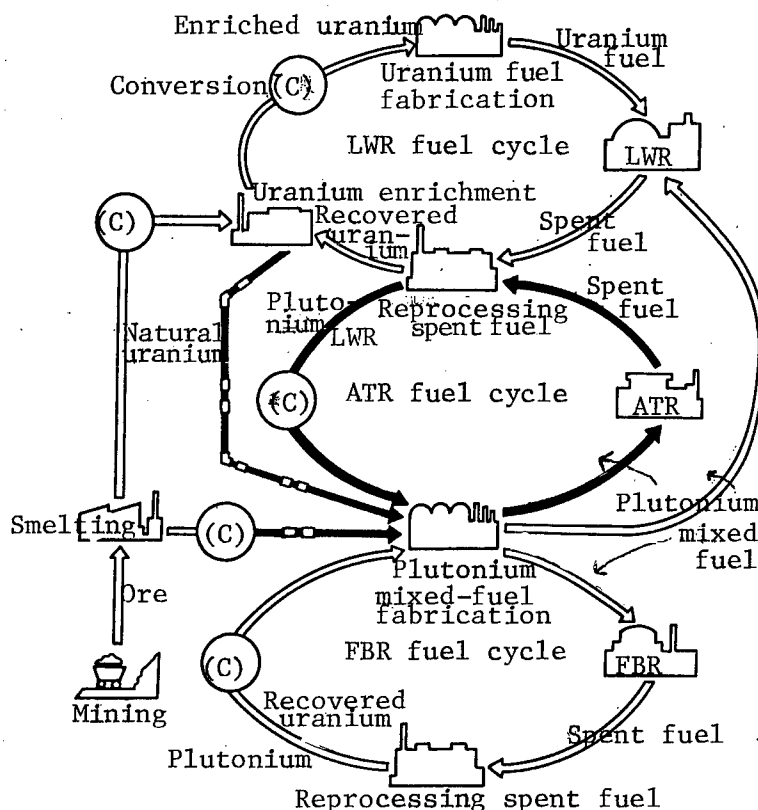 Enriched uranium
Uranium
fuel
Conversion (C)
Uranium fuel
fabrication
LWR fuel cycle
LWR
Uranium enrichment
(C)
Recovered
uran-
ium
Spent
fuel
Pluto-
nium
LWR
Reprocessing
spent fuel
Spent
fuel
Natural
uranium
(C)
ATR fuel cycle
ATR
Smelting
(C)
Plutonium
mixed
fuel
Plutonium
mixed-fuel
fabrication
Ore
FBR fuel cycle
(C)
FBR
Mining
Recovered
uranium
Plutonium
Spent fuel
Reprocessing spent fuel